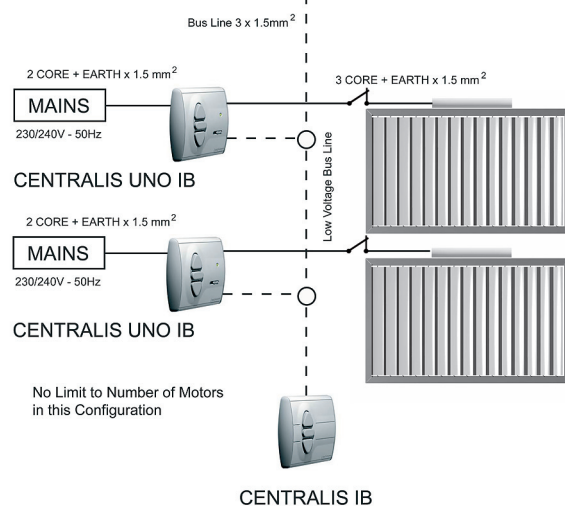 Bus Line 3 x 1.5mm²
2 CORE + EARTH x 1.5 mm²
3 CORE + EARTH x 1.5 mm²
MAINS
230/240V - 50Hz
CENTRALIS UNO IB
Low Voltage Bus Line
2 CORE + EARTH x 1.5 mm²
MAINS
230/240V - 50Hz
CENTRALIS UNO IB
No Limit to Number of Motors
in this Configuration
CENTRALIS IB